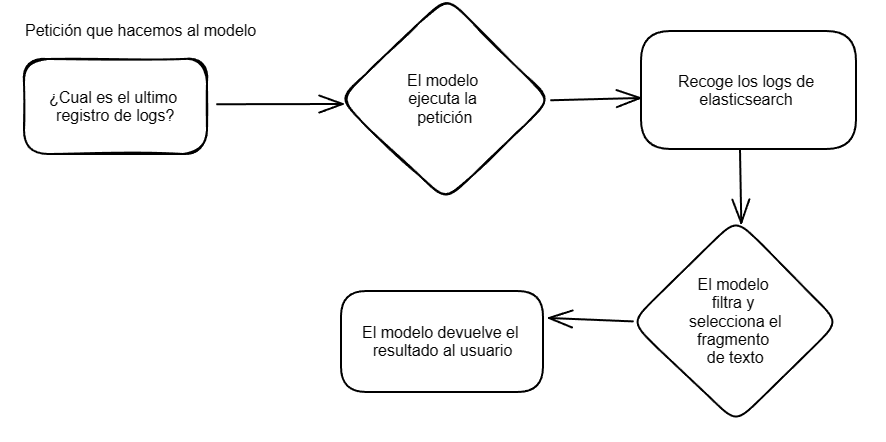 Petición que hacemos al modelo
¿Cual es el ultimo
registro de logs?
El modelo
ejecuta la
petición
Recoge los logs de
elasticsearch
El modelo
filtra y
selecciona el
fragmento
de texto
El modelo devuelve el
resultado al usuario